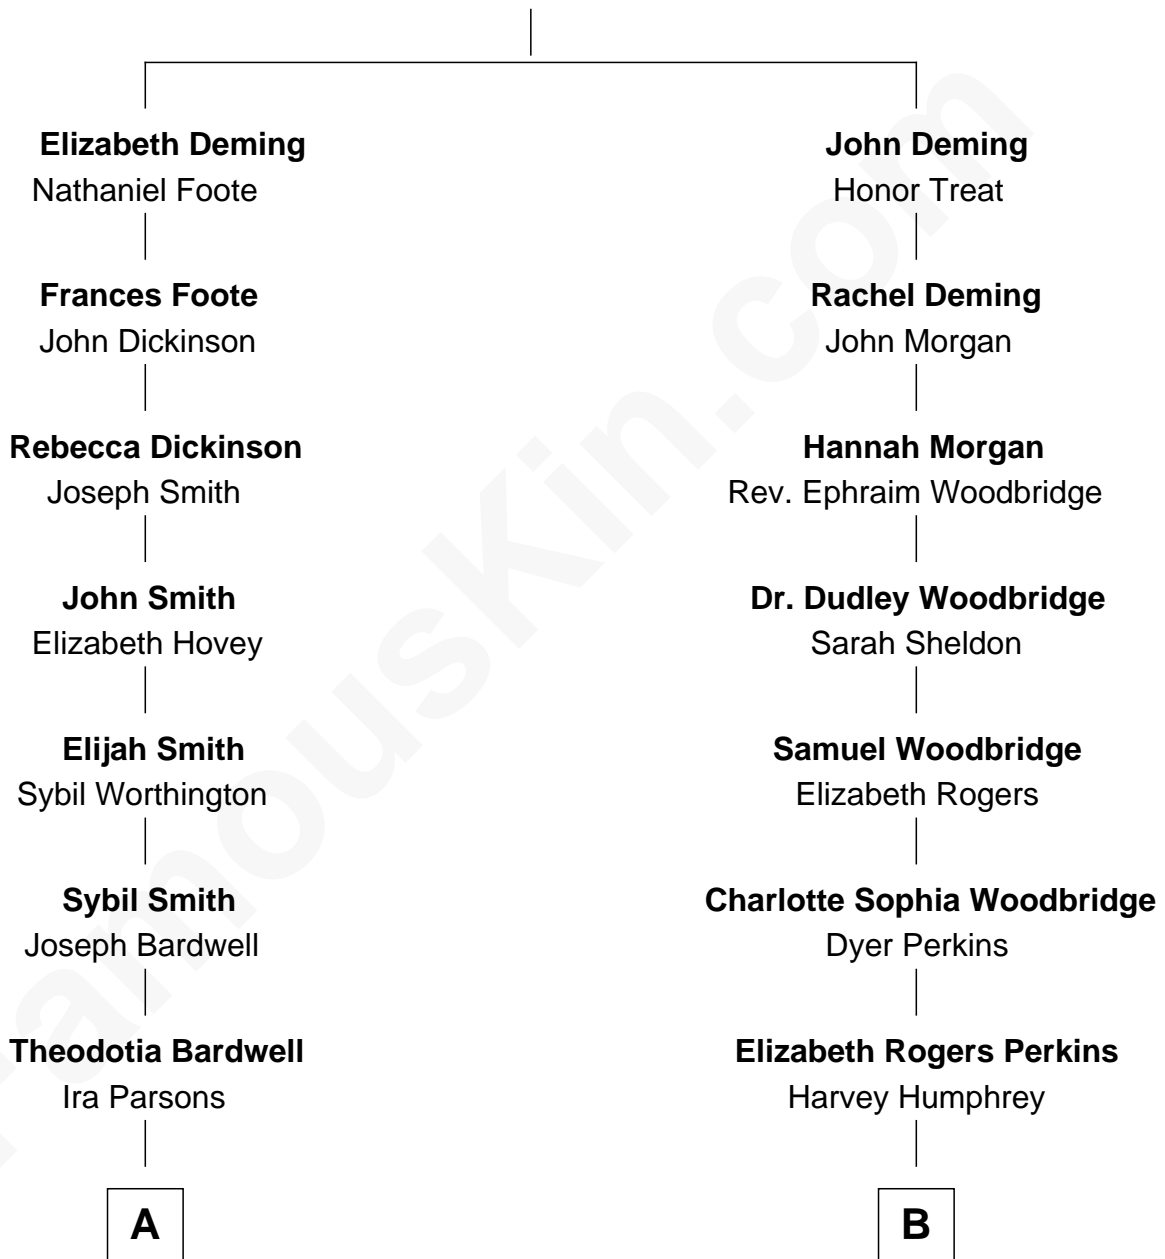 Elizabeth Deming
Nathaniel Foote
John Deming
Honor Treat
Frances Foote
John Dickinson
Rachel Deming
John Morgan
Rebecca Dickinson
Joseph Smith
Hannah Morgan
Rev. Ephraim Woodbridge
John Smith
Elizabeth Hovey
Dr. Dudley Woodbridge
Sarah Sheldon
Elijah Smith
Sybil Worthington
Samuel Woodbridge
Elizabeth Rogers
Sybil Smith
Joseph Bardwell
Charlotte Sophia Woodbridge
Dyer Perkins
Theodotia Bardwell
Ira Parsons
Elizabeth Rogers Perkins
Harvey Humphrey
A
B
FamousKin.com